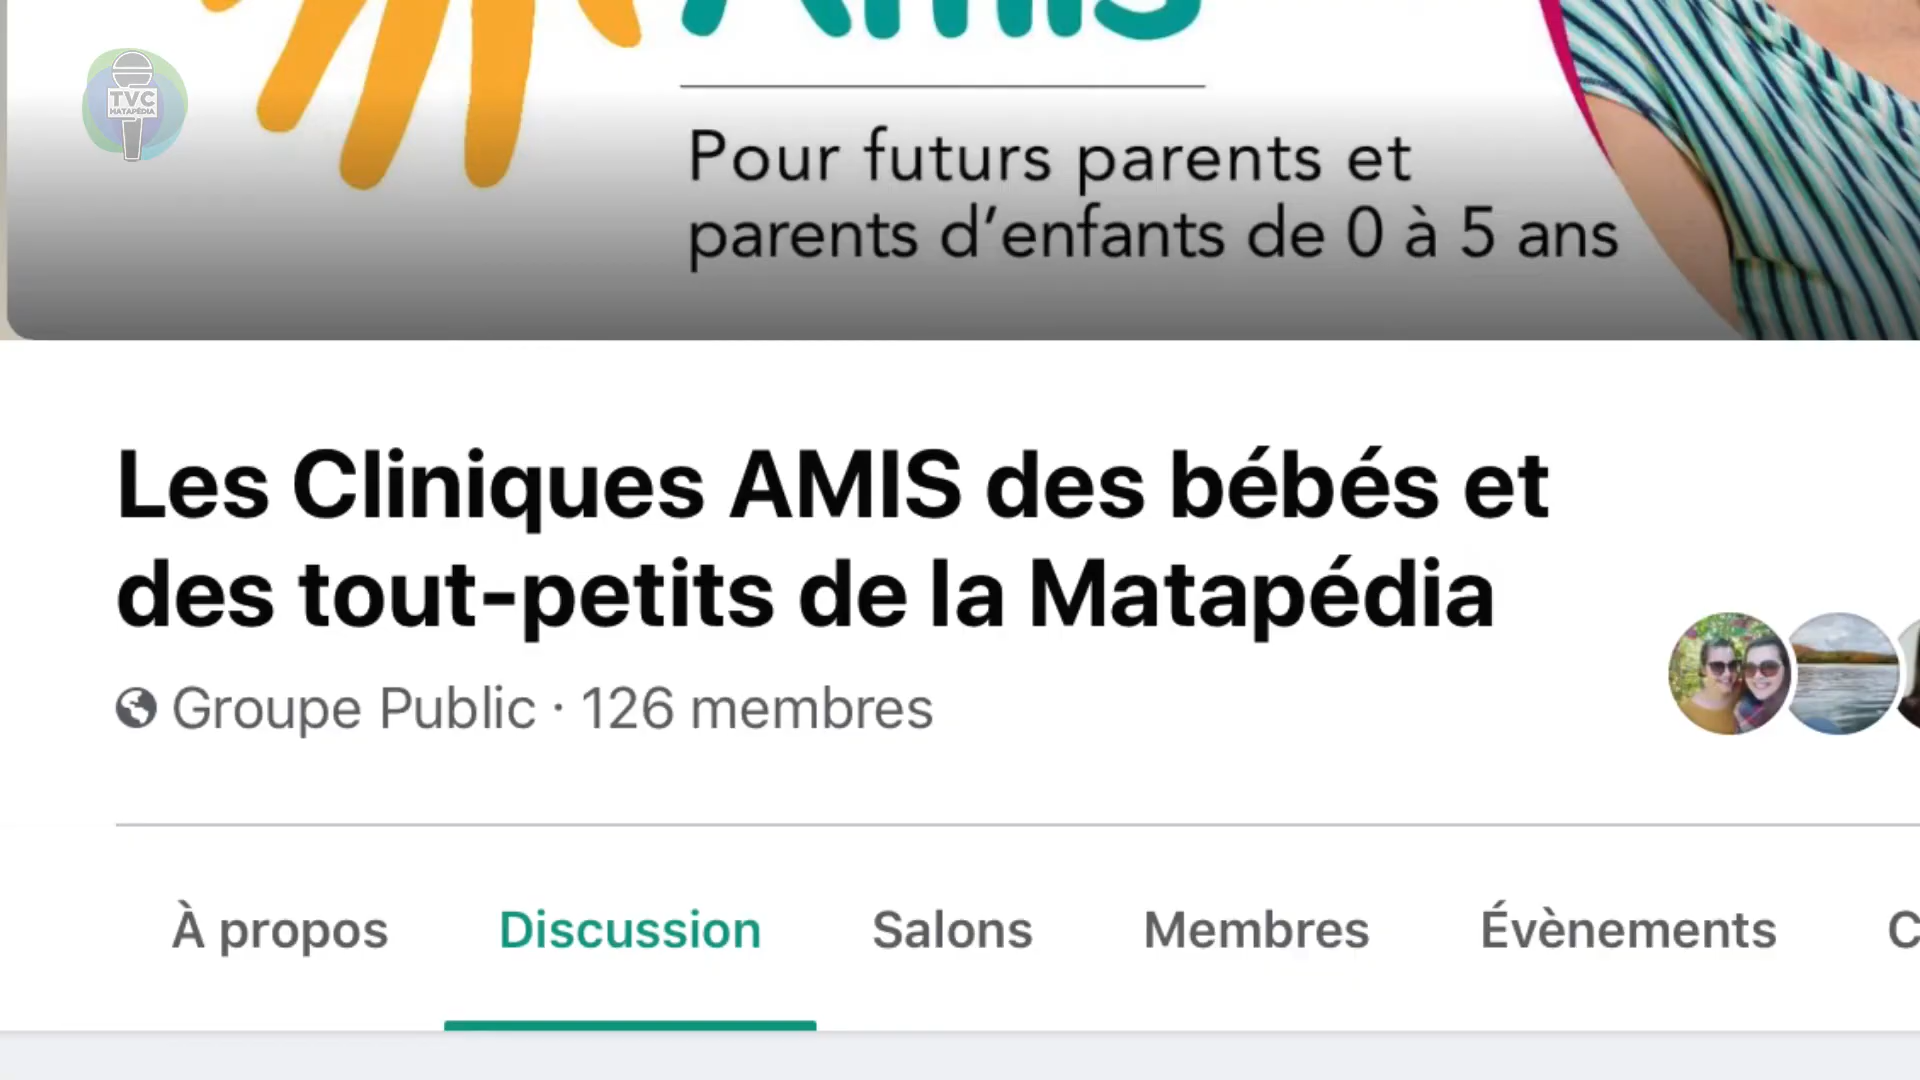 Amis
TVC
MATAPÉDIA
Pour futurs parents et
parents d’enfants de 0 à 5 ans
Les Cliniques AMIS des bébés et
des tout-petits de la Matapédia
Groupe Public · 126 membres
À propos Discussion Salons Membres Évènements